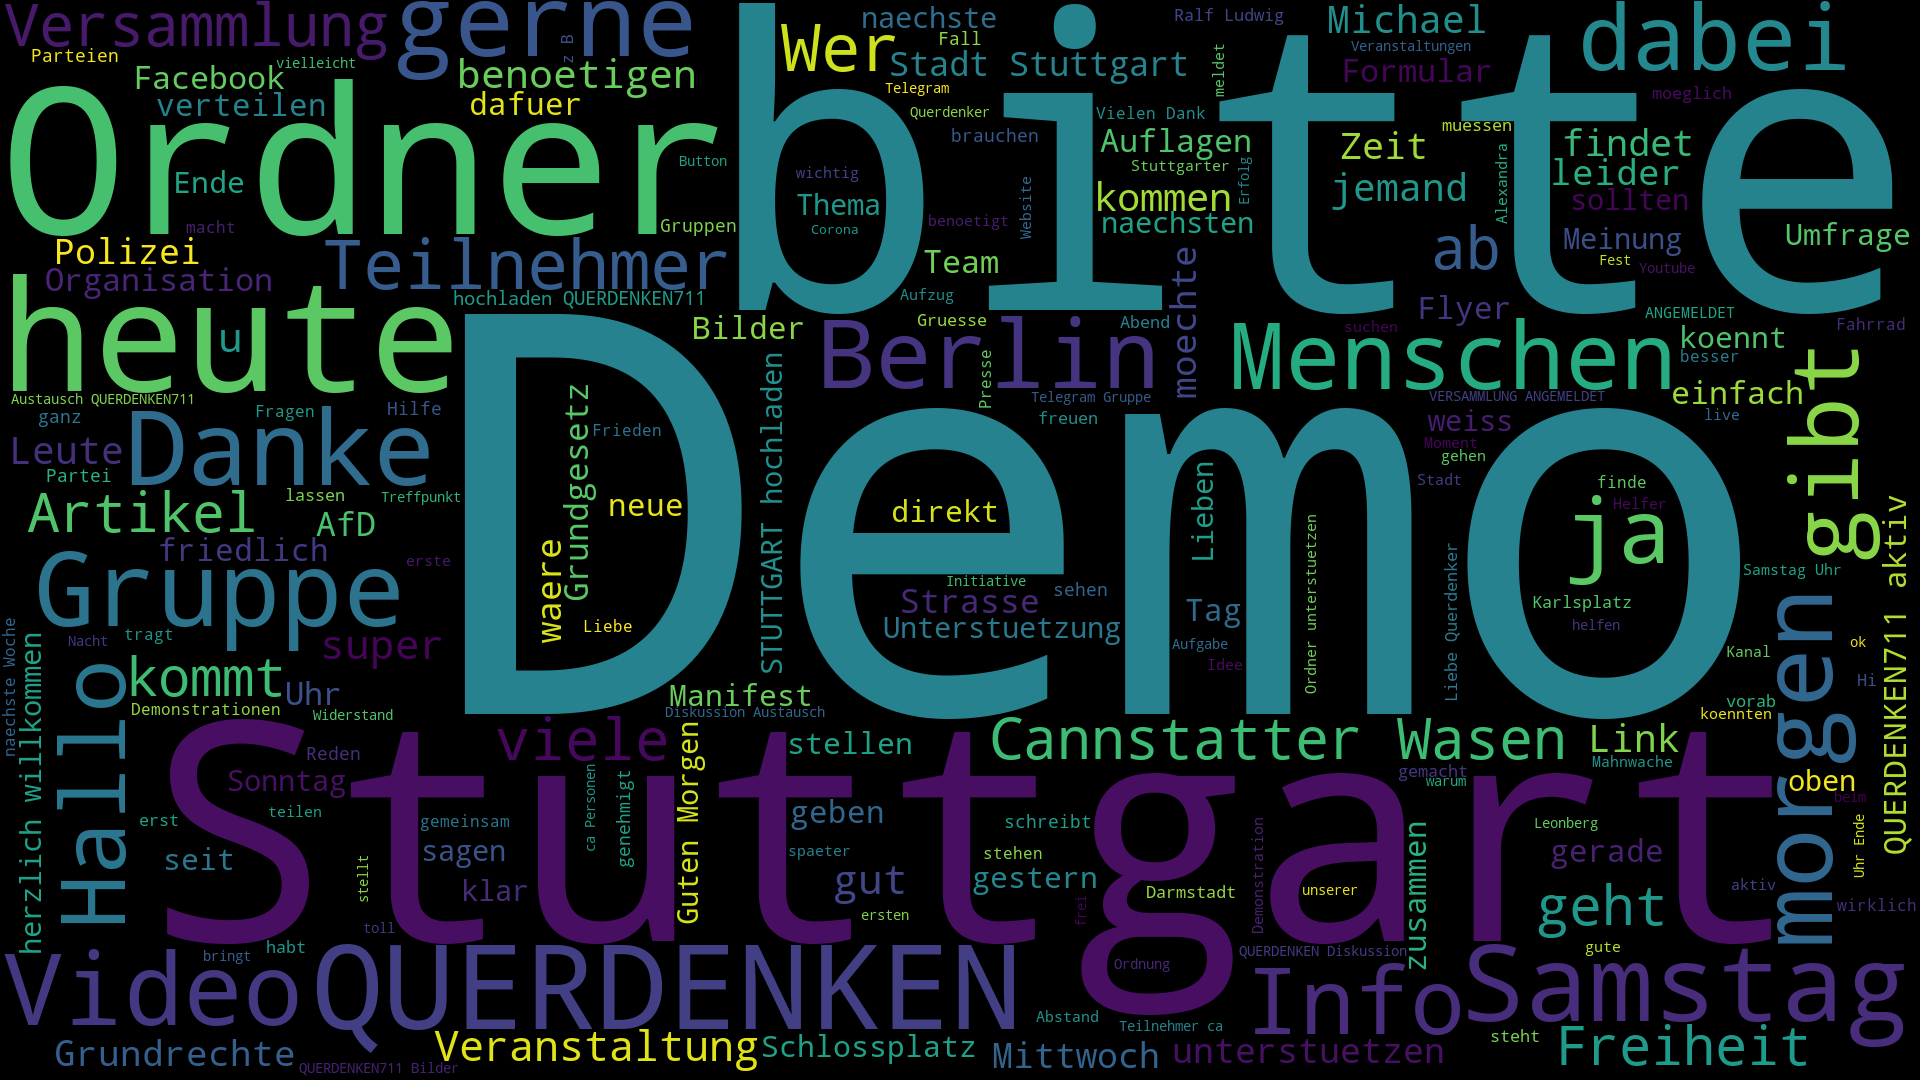 Versammlung
gerne
z B
naechste
Ralf Ludwig
Michael
dabei
Parteien
vielleicht
Wer
Fall
Veranstaltungen
Facebook
benoetigen
Stadt Stuttgart
meldet
Formular
verteilen
dafuer
Telegram
moeglich
Ordner
bitte
Querdenker
Vielen Dank
brauchen
Auflagen
Zeit
muessen
findet
Button
Stuttgarter
Erfolg
Alexandra
leider
Ende
wichtig
kommen
jemand
sollten
Thema
Website
macht
Gruppen
Corona
benoetigt
naechsten
Umfrage
Polizei
Teilnehmer
Team
ab
Meinung
Organisation
moechte
Fest
Youtube
hochladen QUERDENKEN711
Aufzug
Flyer
heute
u
Bilder
Gruesse
Abend
suchen
ANGEMELDET
Fahrrad
Berlin
Menschen
koennt
besser
gibt
Demo
STUTTGART hochladen
Presse
Austausch QUERDENKEN711
Telegram Gruppe
VERSAMMLUNG ANGEMELDET
einfach
ganz
Fragen
Hilfe
Grundgesetz
Frieden
freuen
weiss
live
Leute
Danke
Moment
gehen
Partei
Lieben
Stadt
finde
lassen
Treffpunkt
neue
direkt
Helfer
aktiv
Artikel
AfD
Ordner unterstuetzen
ja
friedlich
waere
Liebe Querdenker
erste
Initiative
sehen
Samstag Uhr
Gruppe
Strasse
Tag
Karlsplatz
morgen
Liebe
Unterstuetzung
helfen
naechste Woche
Nacht
tragt
super
Aufgabe
ok
herzlich willkommen
Idee
Kanal
Hallo
kommt
Uhr
Manifest
Hi
Demonstrationen
Widerstand
Diskussion Austausch
vorab
koennten
QUERDENKEN711
Stuttgart
viele
Guten Morgen
stellen
Cannstatter Wasen
Link
Reden
Mahnwache
Sonntag
ca Personen
genehmigt
gemacht
warum
oben
beim
erst
teilen
gemeinsam
geben
schreibt
Demonstration
zusammen
Leonberg
Uhr Ende
seit
stellt
sagen
spaeter
stehen
gerade
klar
gut
gestern
Darmstadt
unserer
aktiv
toll
ersten
frei
geht
wirklich
bringt
habt
QUERDENKEN Diskussion
gute
Video
QUERDENKEN
Ordnung
Info
Samstag
Abstand
Teilnehmer ca
steht
Grundrechte
QUERDENKEN711 Bilder
Veranstaltung
Schlossplatz
Mittwoch
unterstuetzen
Freiheit